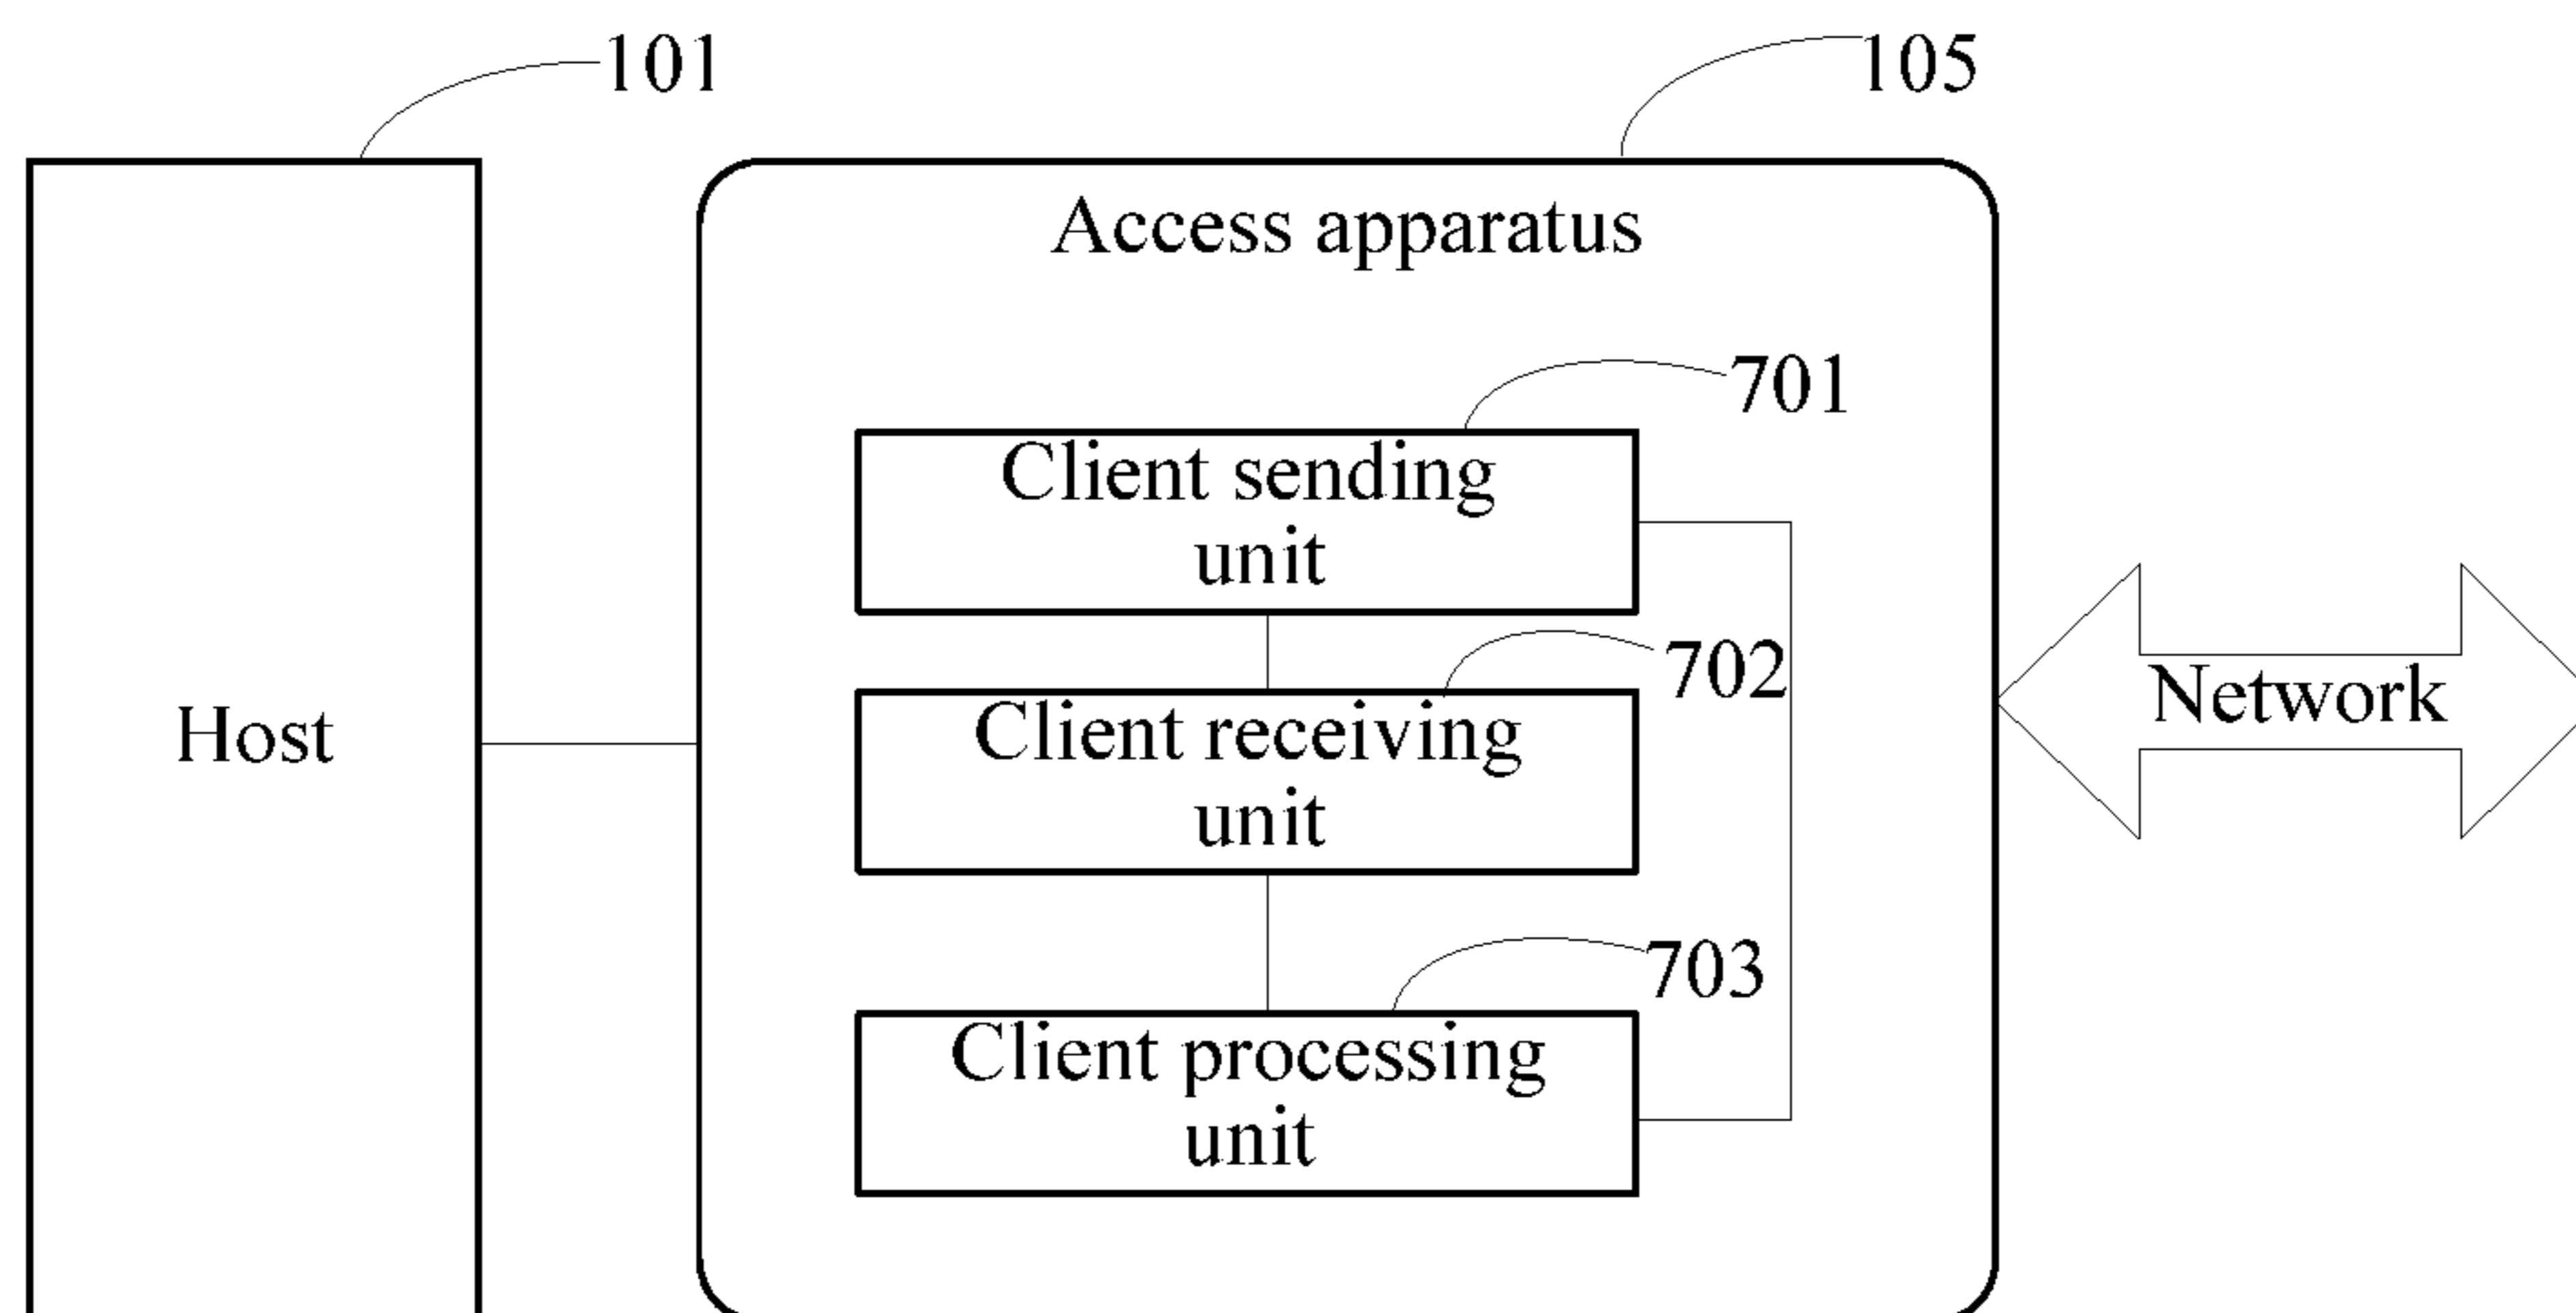 101
105
Access apparatus
701
Client sending
unit
702
Client receiving
unit
Host
Network
703
Client processing
unit